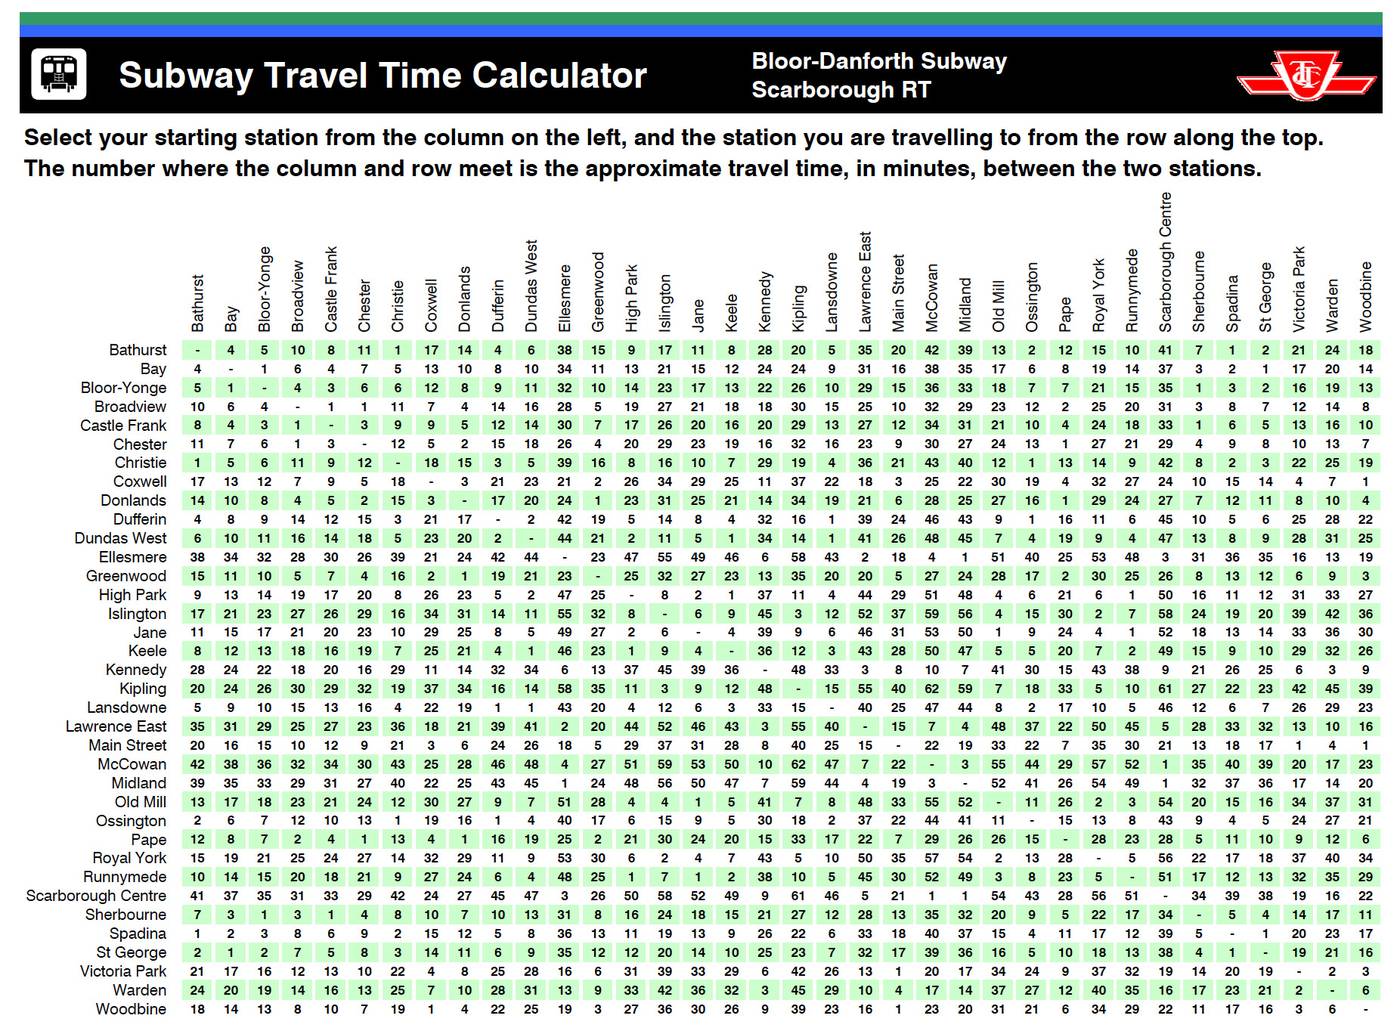 Subway Travel Time Calculator
Bloor-Danforth Subway
Scarborough RT
TTC
Select your starting station from the column on the left, and the station you are travelling to from the row along the top.
The number where the column and row meet is the approximate travel time, in minutes, between the two stations.
Bathurst Bay Bloor-Yonge Broadview Castle Frank Chester Christie Coxwell Donlands Dufferin Dundas West Ellesmere Greenwood High Park Islington Jane Keele Kennedy Kipling Lansdowne Lawrence East Main Street McCowan Midland Old Mill Ossington Pape Royal York Runnymede Scarborough Centre Sherbourne Spadina St George Victoria Park Warden Woodbine
Bathurst - 4 5 10 8 11 1 17 14 4 6 38 15 9 17 11 8 28 20 5 35 20 42 39 13 2 12 15 10 41 7 1 2 21 24 18
Bay 4 - 1 6 4 7 5 13 10 8 10 34 11 13 21 15 12 24 24 9 31 16 38 35 17 6 8 19 14 37 3 2 1 17 20 14
Bloor-Yonge 5 1 - 4 3 6 6 12 8 9 11 32 10 14 23 17 13 22 26 10 29 15 36 33 18 7 7 21 15 35 1 3 2 16 19 13
Broadview 10 6 4 - 1 1 11 7 4 14 16 28 5 19 27 21 18 18 30 15 25 10 32 29 23 12 2 25 20 31 3 8 7 12 14 8
Castle Frank 8 4 3 1 - 3 9 9 5 12 14 30 7 17 26 20 16 20 29 13 27 12 34 31 21 10 4 24 18 33 1 6 5 13 16 10
Chester 11 7 6 1 3 - 12 5 2 15 18 26 4 20 29 23 19 16 32 16 23 9 30 27 24 13 1 27 21 29 4 9 8 10 13 7
Christie 1 5 6 11 9 12 - 18 15 3 5 39 16 8 16 10 7 29 19 4 36 21 43 40 12 1 13 14 9 42 8 2 3 22 25 19
Coxwell 17 13 12 7 9 5 18 - 3 21 23 21 2 26 34 29 25 11 37 22 18 3 25 22 30 19 4 32 27 24 10 15 14 4 7 1
Donlands 14 10 8 4 5 2 15 3 - 17 20 24 1 23 31 25 21 14 34 19 21 6 28 25 27 16 1 29 24 27 7 12 11 8 10 4
Dufferin 4 8 9 14 12 15 3 21 17 - 2 42 19 5 14 8 4 32 16 1 39 24 46 43 9 1 16 11 6 45 10 5 6 25 28 22
Dundas West 6 10 11 16 14 18 5 23 20 2 - 44 21 2 11 5 1 34 14 1 41 26 48 45 7 4 19 9 4 47 13 8 9 28 31 25
Ellesmere 38 34 32 28 30 26 39 21 24 42 44 - 23 47 55 49 46 6 58 43 2 18 4 1 51 40 25 53 48 3 31 36 35 16 13 19
Greenwood 15 11 10 5 7 4 16 2 1 19 21 23 - 25 32 27 23 13 35 20 20 5 27 24 28 17 2 30 25 26 8 13 12 6 9 3
High Park 9 13 14 19 17 20 8 26 23 5 2 47 25 - 8 2 1 37 11 4 44 29 51 48 4 6 21 6 1 50 16 11 12 31 33 27
Islington 17 21 23 27 26 29 16 34 31 14 11 55 32 8 - 6 9 45 3 12 52 37 59 56 4 15 30 2 7 58 24 19 20 39 42 36
Jane 11 15 17 21 20 23 10 29 25 8 5 49 27 2 6 - 4 39 9 6 46 31 53 50 1 9 24 4 1 52 18 13 14 33 36 30
Keele 8 12 13 18 16 19 7 25 21 4 1 46 23 1 9 4 - 36 12 3 43 28 50 47 5 5 20 7 2 49 15 9 10 29 32 26
Kennedy 28 24 22 18 20 16 29 11 14 32 34 6 13 37 45 39 36 - 48 33 3 8 10 7 41 30 15 43 38 9 21 26 25 6 3 9
Kipling 20 24 26 30 29 32 19 37 34 16 14 58 35 11 3 9 12 48 - 15 55 40 62 59 7 18 33 5 10 61 27 22 23 42 45 39
Lansdowne 5 9 10 15 13 16 4 22 19 1 1 43 20 4 12 6 3 33 15 - 40 25 47 44 8 2 17 10 5 46 12 6 7 26 29 23
Lawrence East 35 31 29 25 27 23 36 18 21 39 41 2 20 44 52 46 43 3 55 40 - 15 7 4 48 37 22 50 45 5 28 33 32 13 10 16
Main Street 20 16 15 10 12 9 21 3 6 24 26 18 5 29 37 31 28 8 40 25 15 - 22 19 33 22 7 35 30 21 13 18 17 1 4 1
McCowan 42 38 36 32 34 30 43 25 28 46 48 4 27 51 59 53 50 10 62 47 7 22 - 3 55 44 29 57 52 1 35 40 39 20 17 23
Midland 39 35 33 29 31 27 40 22 25 43 45 1 24 48 56 50 47 7 59 44 4 19 3 - 52 41 26 54 49 1 32 37 36 17 14 20
Old Mill 13 17 18 23 21 24 12 30 27 9 7 51 28 4 4 1 5 41 7 8 48 33 55 52 - 11 26 2 3 54 20 15 16 34 37 31
Ossington 2 6 7 12 10 13 1 19 16 1 4 40 17 6 15 9 5 30 18 2 37 22 44 41 11 - 15 13 8 43 9 4 5 24 27 21
Pape 12 8 7 2 4 1 13 4 1 16 19 25 2 21 30 24 20 15 33 17 22 7 29 26 26 15 - 28 23 28 5 11 10 9 12 6
Royal York 15 19 21 25 24 27 14 32 29 11 9 53 30 6 2 4 7 43 5 10 50 35 57 54 2 13 28 - 5 56 22 17 18 37 40 34
Runnymede 10 14 15 20 18 21 9 27 24 6 4 48 25 1 7 1 2 38 10 5 45 30 52 49 3 8 23 5 - 51 17 12 13 32 35 29
Scarborough Centre 41 37 35 31 33 29 42 24 27 45 47 3 26 50 58 52 49 9 61 46 5 21 1 1 54 43 28 56 51 - 34 39 38 19 16 22
Sherbourne 7 3 1 3 1 4 8 10 7 10 13 31 8 16 24 18 15 21 27 12 28 13 35 32 20 9 5 22 17 34 - 5 4 14 17 11
Spadina 1 2 3 8 6 9 2 15 12 5 8 36 13 11 19 13 9 26 22 6 33 18 40 37 15 4 11 17 12 39 5 - 1 20 23 17
St George 2 1 2 7 5 8 3 14 11 6 9 35 12 12 20 14 10 25 23 7 32 17 39 36 16 5 10 18 13 38 4 1 - 19 21 16
Victoria Park 21 17 16 12 13 10 22 4 8 25 28 16 6 31 39 33 29 6 42 26 13 1 20 17 34 24 9 37 32 19 14 20 19 - 2 3
Warden 24 20 19 14 16 13 25 7 10 28 31 13 9 33 42 36 32 3 45 29 10 4 17 14 37 27 12 40 35 16 17 23 21 2 - 6
Woodbine 18 14 13 8 10 7 19 1 4 22 25 19 3 27 36 30 26 9 39 23 16 1 23 20 31 21 6 34 29 22 11 17 16 3 6 -